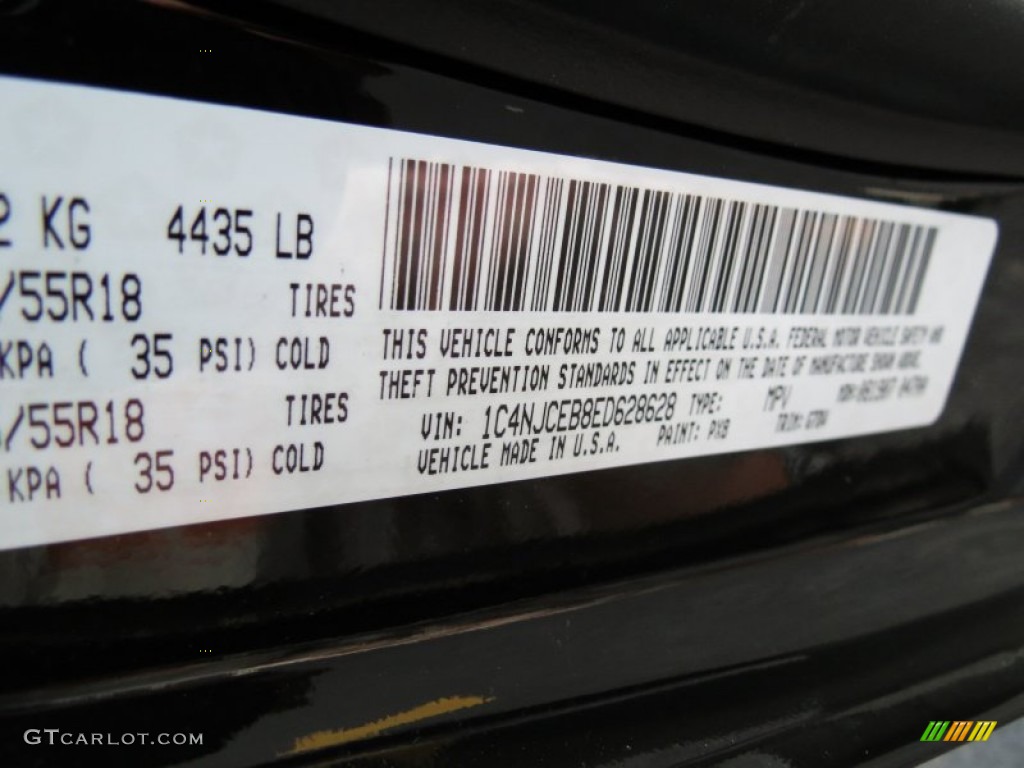 2 KG 4435 LB
/55R18 TIRES
KPA ( 35 PSI) COLD
/55R18 TIRES
KPA ( 35 PSI) COLD
THIS VEHICLE CONFORMS TO ALL APPLICABLE U.S.A. FEDERAL MOTOR VEHICLE SAFETY AND
THEFT PREVENTION STANDARDS IN EFFECT ON THE DATE OF MANUFACTURE SHOWN ABOVE.
VIN: 1C4NJCEB8ED628628 TYPE: MPV
VEHICLE MADE IN U.S.A. PAINT: PXB TRIM:
GTCARLOT.COM